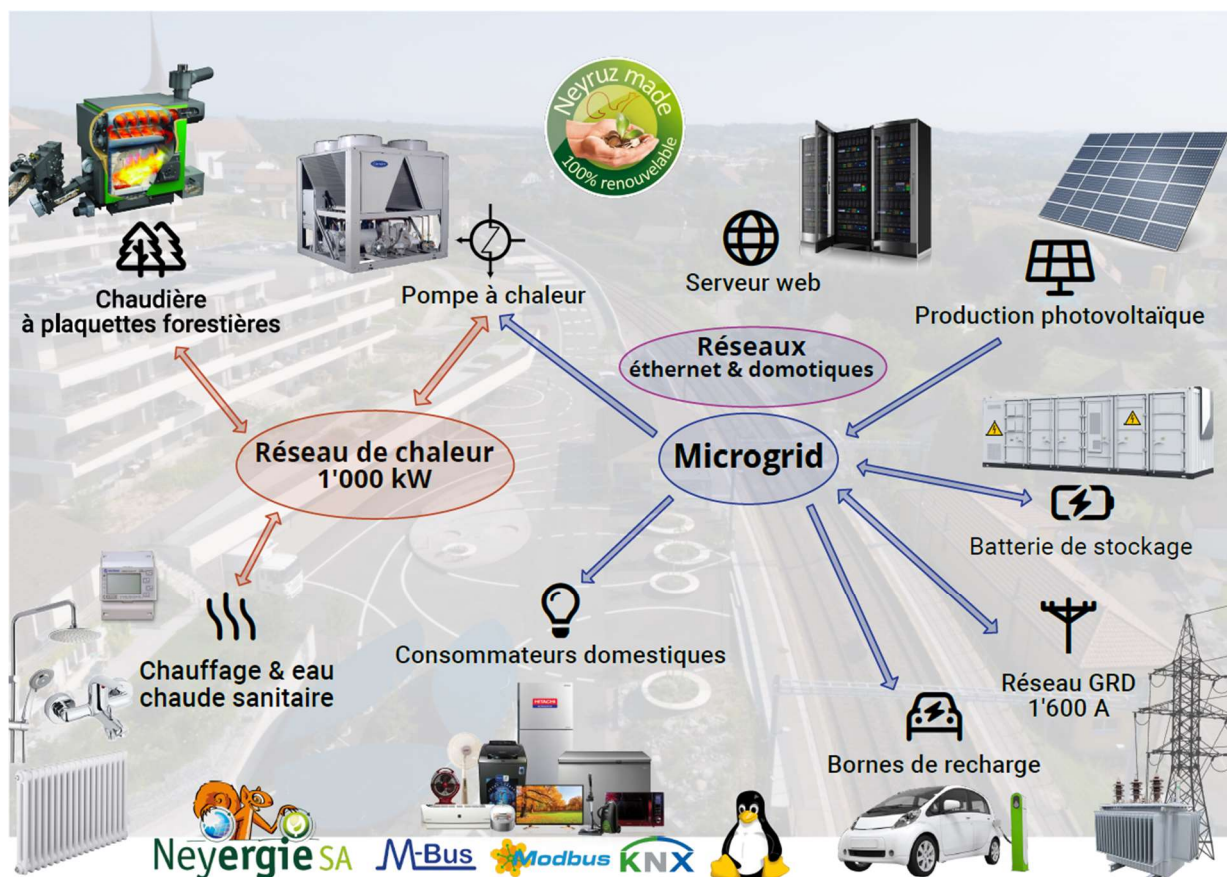 Neyruz made
100% renouvelable
Serveur web
Pompe à chaleur
Chaudière
à plaquettes forestières
Production photovoltaïque
Réseaux
éthernet & domotiques
Réseau de chaleur
1'000 kW
Microgrid
Batterie de stockage
Chauffage & eau
chaude sanitaire
Consommateurs domestiques
Réseau GRD
1'600 A
Bornes de recharge
HITACHI
Neyergie SA
M-Bus
Modbus
KNX